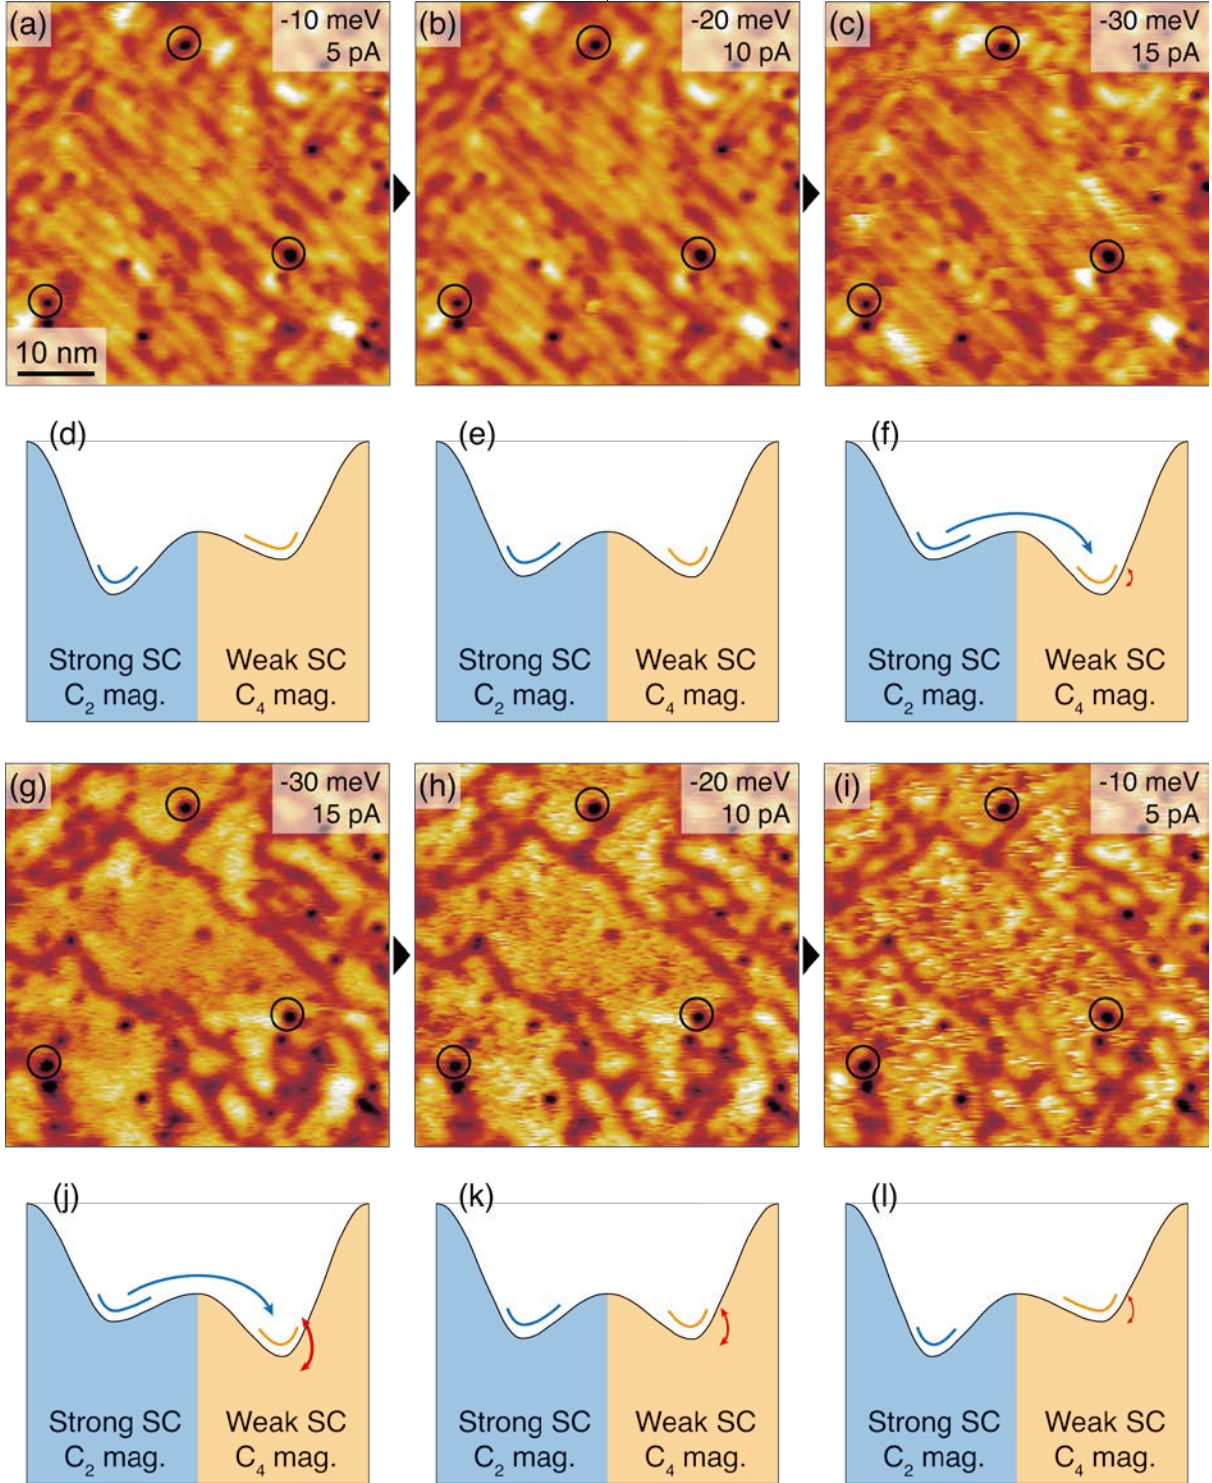 (a)
-10 meV
5 pA
(b)
-20 meV
10 pA
(c)
-30 meV
15 pA
10 nm
(d)
Strong SC
C₂ mag.
Weak SC
C₄ mag.
(e)
Strong SC
C₂ mag.
Weak SC
C₄ mag.
(f)
Strong SC
C₂ mag.
Weak SC
C₄ mag.
(g)
-30 meV
15 pA
(h)
-20 meV
10 pA
(i)
-10 meV
5 pA
(j)
Strong SC
C₂ mag.
Weak SC
C₄ mag.
(k)
Strong SC
C₂ mag.
Weak SC
C₄ mag.
(l)
Strong SC
C₂ mag.
Weak SC
C₄ mag.